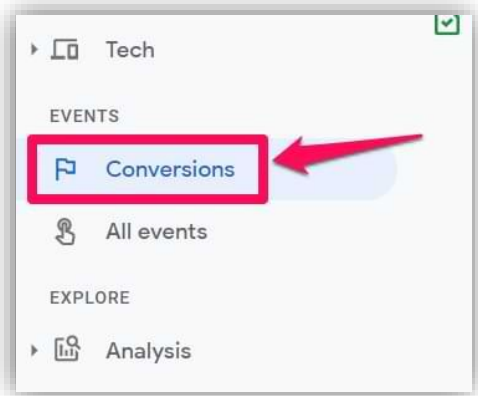 Tech
EVENTS
Conversions
All events
EXPLORE
Analysis